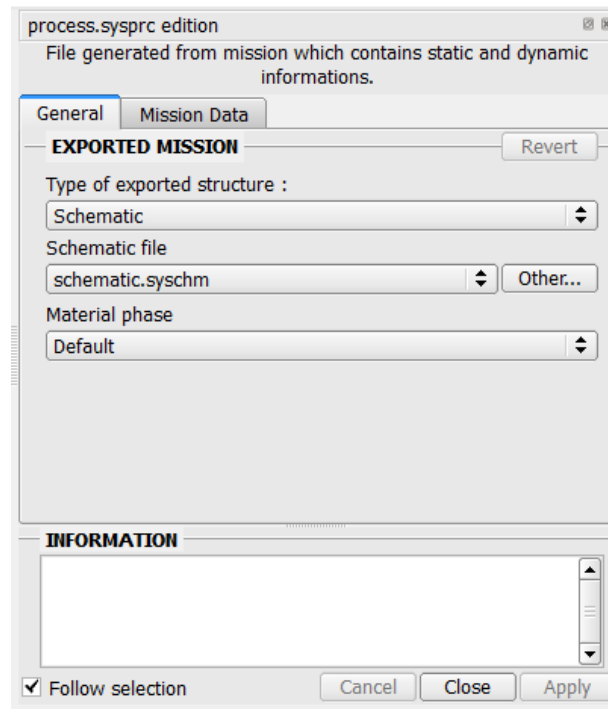 process.sysprc edition
File generated from mission which contains static and dynamic
informations.
General Mission Data
EXPORTED MISSION Revert
Type of exported structure :
Schematic
Schematic file
schematic.syschm Other...
Material phase
Default
INFORMATION
Follow selection Cancel Close Apply